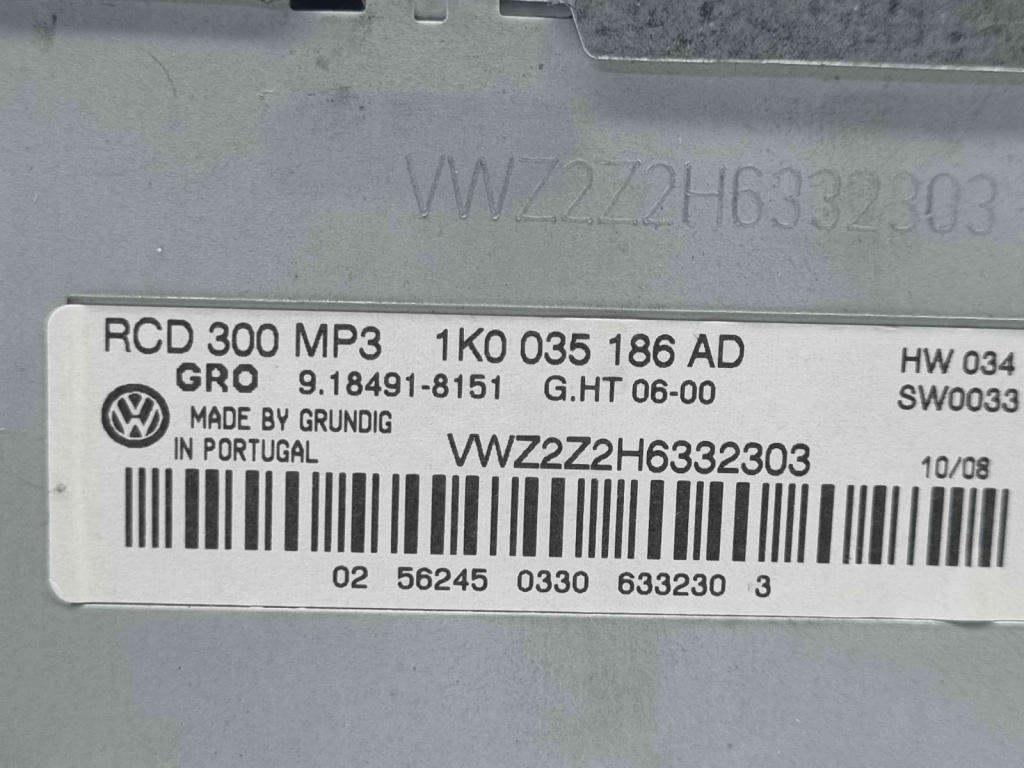 VWZ2Z2H6332303
RCD 300 MP3 1K0 035 186 AD HW 034
GRO 9.18491-8151 G.HT 06-00 SW0033
MADE BY GRUNDIG
IN PORTUGAL VWZ2Z2H6332303 10/08
02 56245 0330 633230 3